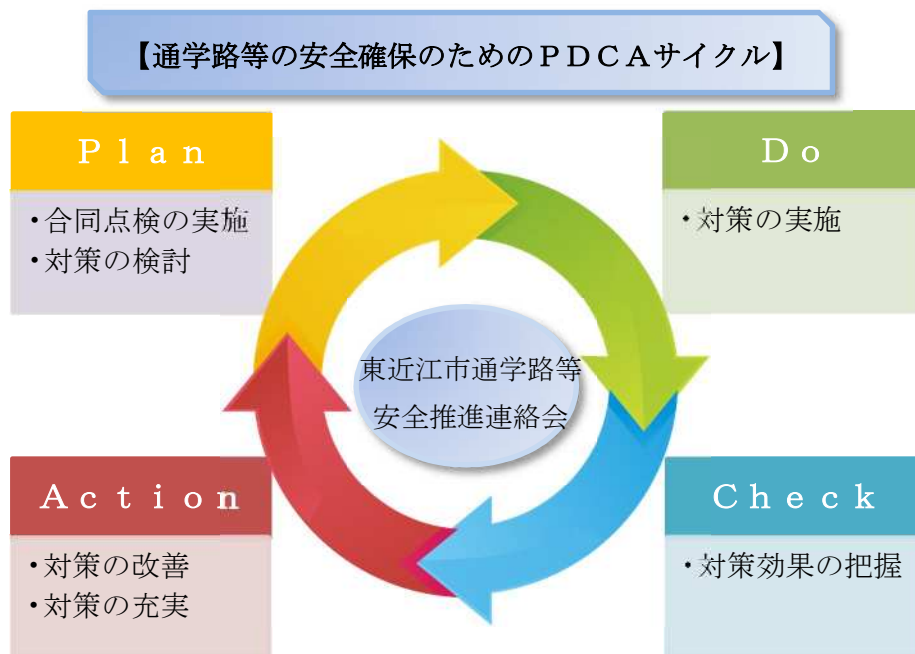 【通学路等の安全確保のためのＰＤＣＡサイクル】
Ｐｌａｎ
・合同点検の実施
・対策の検討
Ｄｏ
・対策の実施
東近江市通学路等
安全推進連絡会
Ａｃｔｉｏｎ
・対策の改善
・対策の充実
Ｃｈｅｃｋ
・対策効果の把握